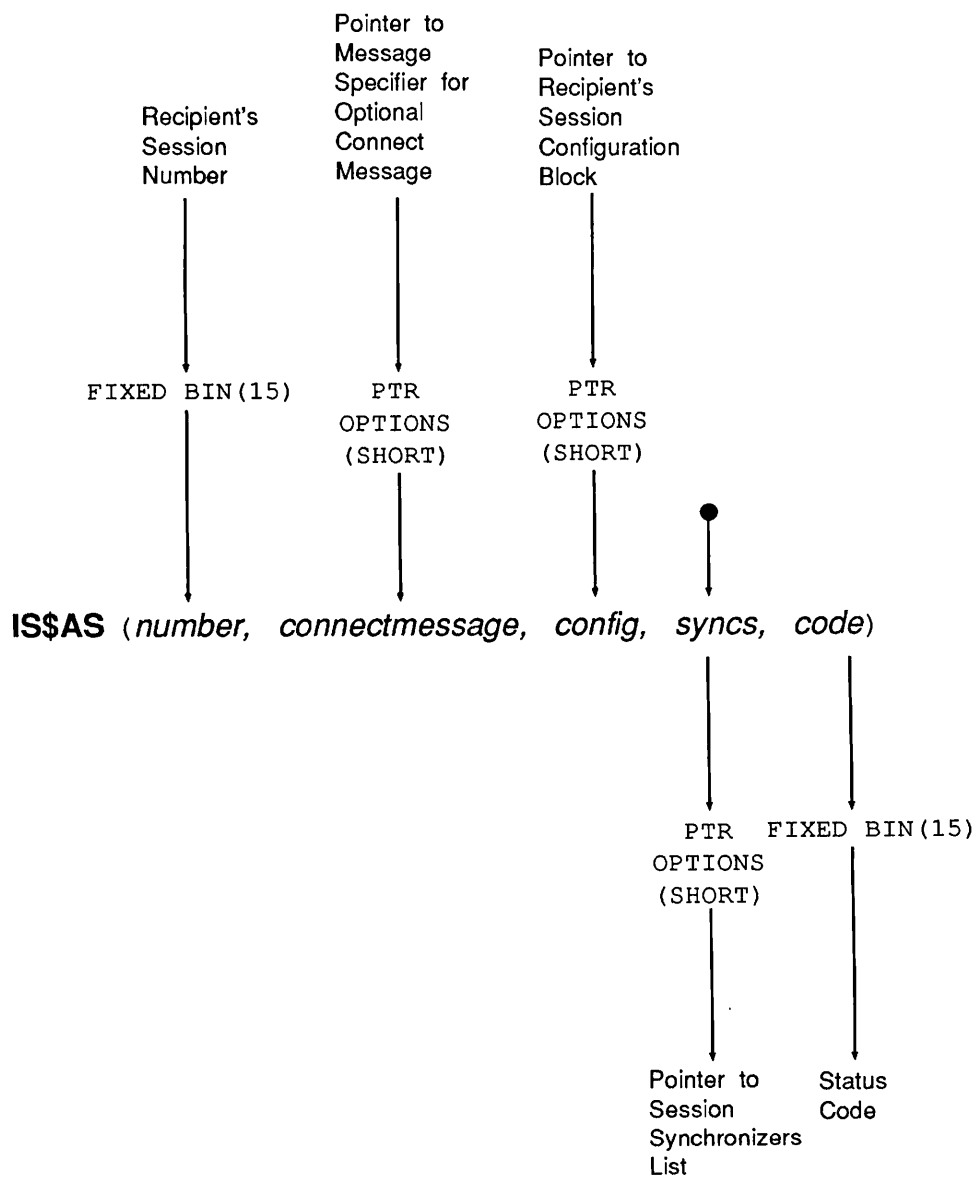 Recipient's
Session
Number
Pointer to
Message
Specifier for
Optional
Connect
Message
Pointer to
Recipient's
Session
Configuration
Block
FIXED BIN(15)
PTR
OPTIONS
(SHORT)
PTR
OPTIONS
(SHORT)
IS$AS (number, connectmessage, config, syncs, code)
PTR
OPTIONS
(SHORT)
FIXED BIN(15)
Pointer to
Session
Synchronizers
List
Status
Code